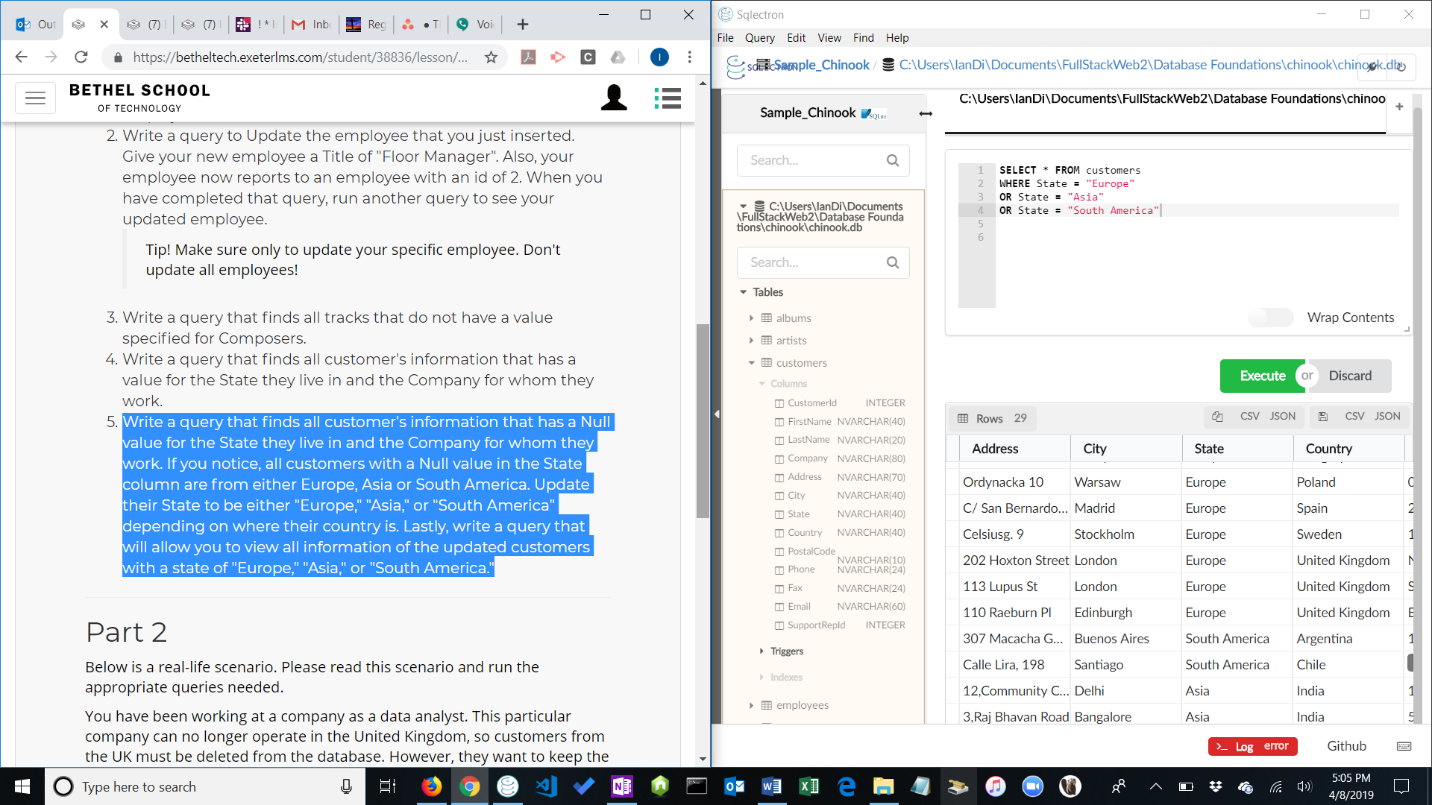 Out
(7)
(7)
! * I
Inb
Reg
• T
Voi
https://betheltech.exeterlms.com/student/38836/lesson/...
BETHEL SCHOOL
OF TECHNOLOGY
2. Write a query to Update the employee that you just inserted.
Give your new employee a Title of "Floor Manager". Also, your
employee now reports to an employee with an id of 2. When you
have completed that query, run another query to see your
updated employee.
Tip! Make sure only to update your specific employee. Don't
update all employees!
3. Write a query that finds all tracks that do not have a value
specified for Composers.
4. Write a query that finds all customer's information that has a
value for the State they live in and the Company for whom they
work.
5. Write a query that finds all customer's information that has a Null
value for the State they live in and the Company for whom they
work. If you notice, all customers with a Null value in the State
column are from either Europe, Asia or South America. Update
their State to be either "Europe," "Asia," or "South America"
depending on where their country is. Lastly, write a query that
will allow you to view all information of the updated customers
with a state of "Europe," "Asia," or "South America."
Part 2
Below is a real-life scenario. Please read this scenario and run the
appropriate queries needed.
You have been working at a company as a data analyst. This particular
company can no longer operate in the United Kingdom, so customers from
the UK must be deleted from the database. However, they want to keep the
Sqlectron
File Query Edit View Find Help
Sample_Chinook / C:\Users\IanDi\Documents\FullStackWeb2\Database Foundations\chinook\chinook.db
Sample_Chinook
Search...
C:\Users\IanDi\Documents
\FullStackWeb2\Database Founda
tions\chinook\chinook.db
Search...
Tables
albums
artists
customers
Columns
CustomerId INTEGER
FirstName NVARCHAR(40)
LastName NVARCHAR(20)
Company NVARCHAR(80)
Address NVARCHAR(70)
City NVARCHAR(40)
State NVARCHAR(40)
Country NVARCHAR(40)
PostalCode NVARCHAR(10)
Phone NVARCHAR(24)
Fax NVARCHAR(24)
Email NVARCHAR(60)
SupportRepId INTEGER
Triggers
Indexes
employees
C:\Users\IanDi\Documents\FullStackWeb2\Database Foundations\chinoo
+
1 SELECT * FROM customers
2 WHERE State = "Europe"
3 OR State = "Asia"
4 OR State = "South America"
5
6
Wrap Contents
Execute or Discard
Rows 29 CSV JSON CSV JSON
Address City State Country
Ordynacka 10 Warsaw Europe Poland
C/ San Bernardo... Madrid Europe Spain
Celsiusg. 9 Stockholm Europe Sweden
202 Hoxton Street London Europe United Kingdom
113 Lupus St London Europe United Kingdom
110 Raeburn Pl Edinburgh Europe United Kingdom
307 Macacha G... Buenos Aires South America Argentina
Calle Lira, 198 Santiago South America Chile
12,Community C... Delhi Asia India
3,Raj Bhavan Road Bangalore Asia India
Log error
Github
Type here to search
5:05 PM
4/8/2019